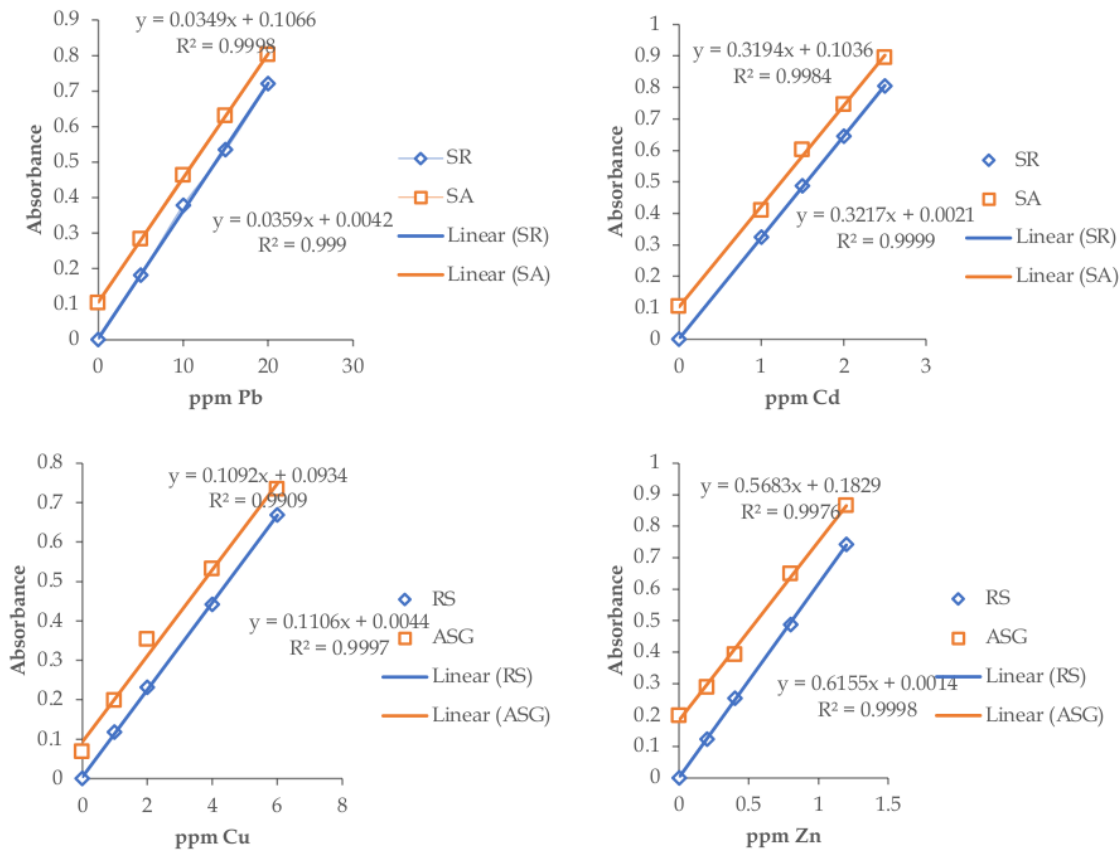 y = 0.0349x + 0.1066
R² = 0.9998
0.9
0.8
0.7
0.6
0.5
0.4
0.3
0.2
0.1
0
Absorbance
0
10
20
30
ppm Pb
SR
SA
y = 0.0359x + 0.0042
R² = 0.999
Linear (SR)
Linear (SA)
y = 0.3194x + 0.1036
R² = 0.9984
1
0.9
0.8
0.7
0.6
0.5
0.4
0.3
0.2
0.1
0
Absorbance
0
1
2
3
ppm Cd
SR
SA
y = 0.3217x + 0.0021
R² = 0.9999
Linear (SR)
Linear (SA)
y = 0.1092x + 0.0934
R² = 0.9909
0.8
0.7
0.6
0.5
0.4
0.3
0.2
0.1
0
Absorbance
0
2
4
6
8
ppm Cu
RS
ASG
y = 0.1106x + 0.0044
R² = 0.9997
Linear (RS)
Linear (ASG)
y = 0.5683x + 0.1829
R² = 0.9976
1
0.9
0.8
0.7
0.6
0.5
0.4
0.3
0.2
0.1
0
Absorbance
0
0.5
1
1.5
ppm Zn
RS
ASG
y = 0.6155x + 0.0014
R² = 0.9998
Linear (RS)
Linear (ASG)